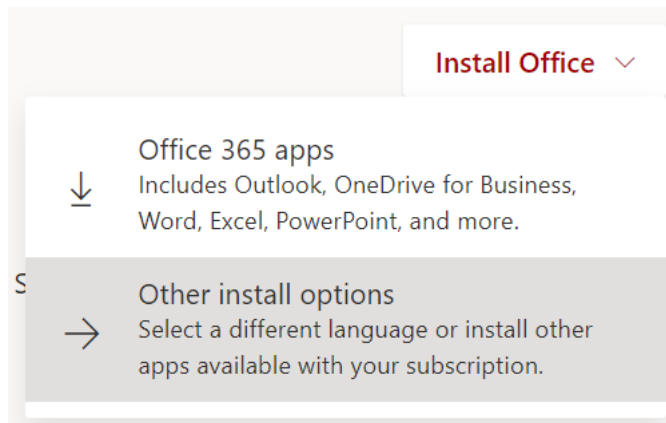 Install Office
Office 365 apps
Includes Outlook, OneDrive for Business,
Word, Excel, PowerPoint, and more.
S
Other install options
Select a different language or install other
apps available with your subscription.